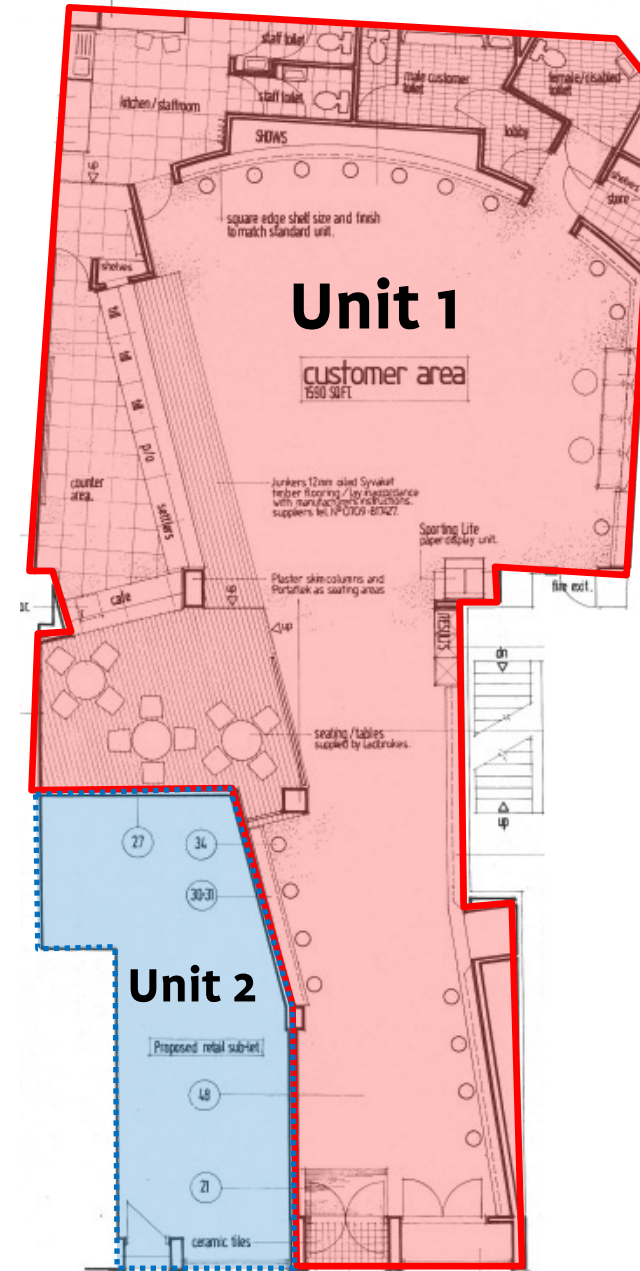 staff toilet
kitchen / staffroom
staff toilet
male customer
toilet
female/disabled
toilet
lobby
SHOWS
shelves
store
up
square edge shelf size and finish
to match standard unit.
shelves
Unit 1
customer area
1590 SQFT.
p/o
settlers
counter
area.
Junkers 12mm oiled Sylvaket
timber flooring / lay inaccordance
with manufacturers instructions.
Sporting Life
paper display unit.
Plaster skim columns and
Portaflek as seating areas
cafe
fire exit.
up
up
RESULTS
dn
seating / tables
supplied by Ladbrokes.
up
27
34
30-31
Unit 2
Proposed retail sub-let.
48
21
ceramic tiles